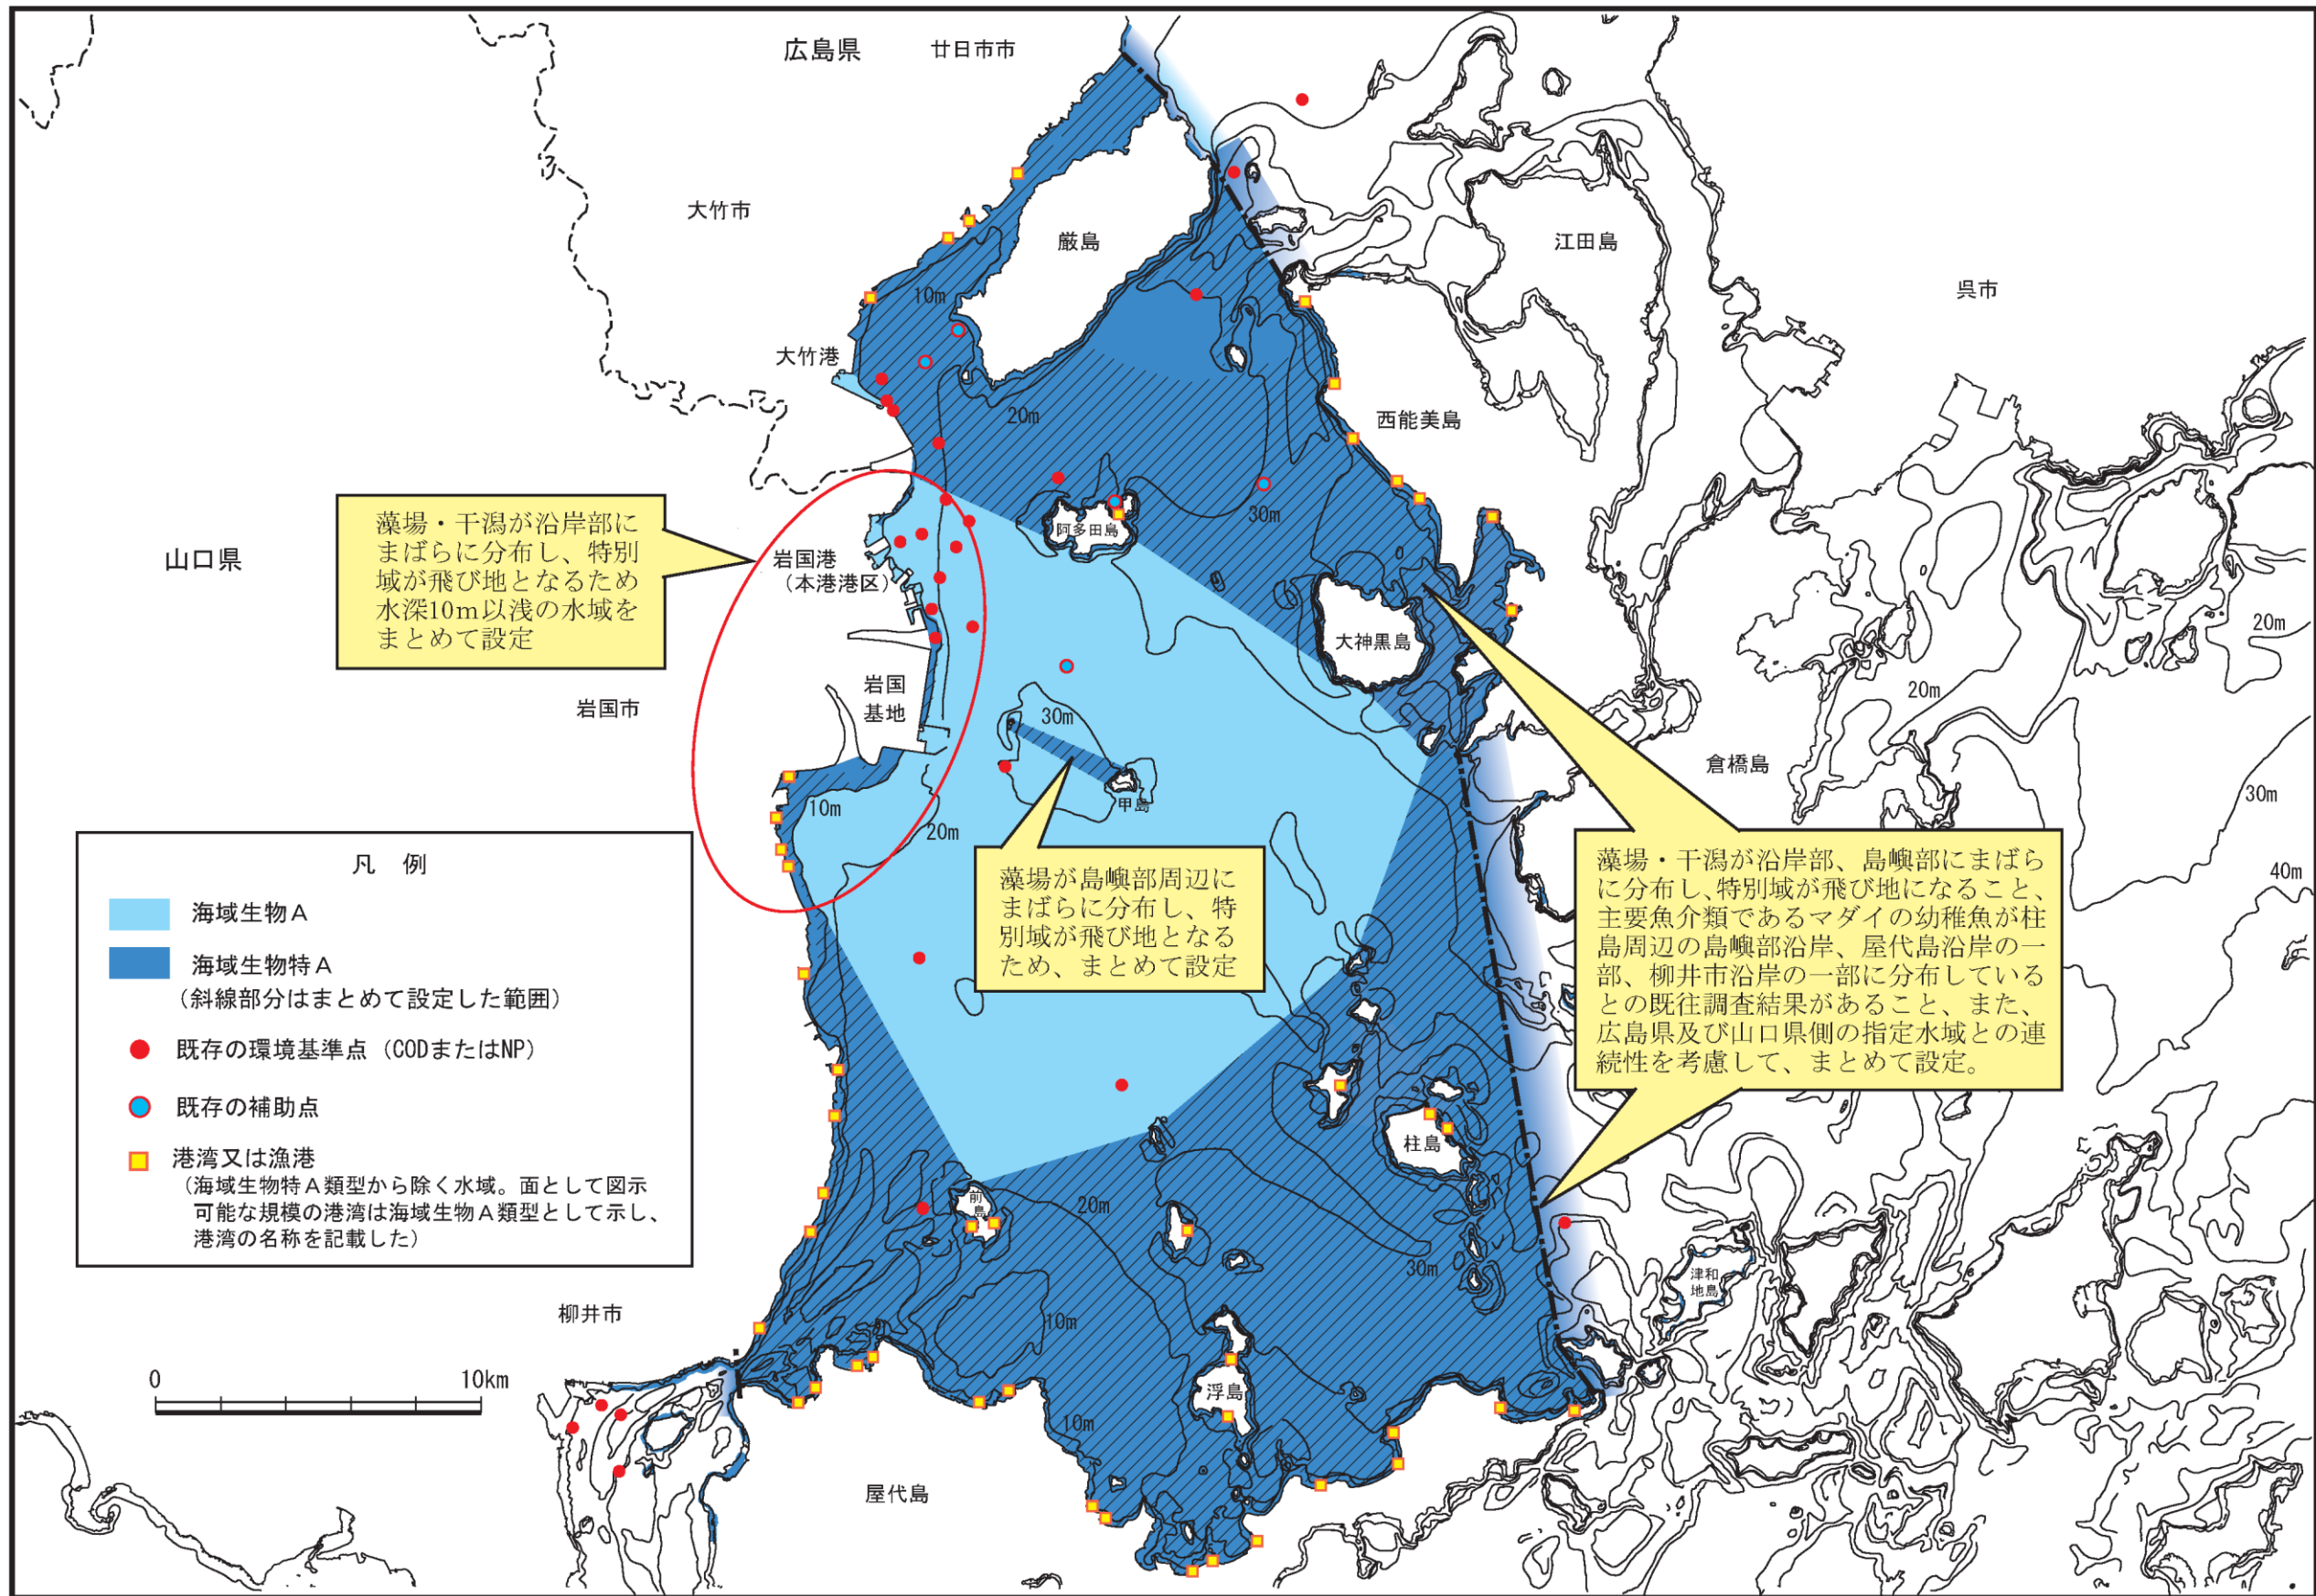 広島県
廿日市市
大竹市
厳島
江田島
呉市
10m
大竹港
20m
西能美島
30m
藻場・干潟が沿岸部に
まばらに分布し、特別
域が飛び地となるため
水深10m以浅の水域を
まとめて設定
山口県
岩国港
(本港港区)
阿多田島
大神黒島
20m
20m
岩国市
岩国
基地
30m
倉橋島
30m
甲島
10m
20m
40m
藻場が島嶼部周辺に
まばらに分布し、特
別域が飛び地となる
ため、まとめて設定
藻場・干潟が沿岸部、島嶼部にまばら
に分布し、特別域が飛び地になること、
主要魚介類であるマダイの幼稚魚が柱
島周辺の島嶼部沿岸、屋代島沿岸の一
部、柳井市沿岸の一部に分布している
との既往調査結果があること、また、
広島県及び山口県側の指定水域との連
続性を考慮して、まとめて設定。
凡 例
海域生物A
海域生物特A
(斜線部分はまとめて設定した範囲)
既存の環境基準点(CODまたはNP)
既存の補助点
港湾又は漁港
(海域生物特A類型から除く水域。面として図示
可能な規模の港湾は海域生物A類型として示し、
港湾の名称を記載した)
柱島
前
島
20m
30m
津和
地島
柳井市
10m
0
10km
浮島
10m
屋代島